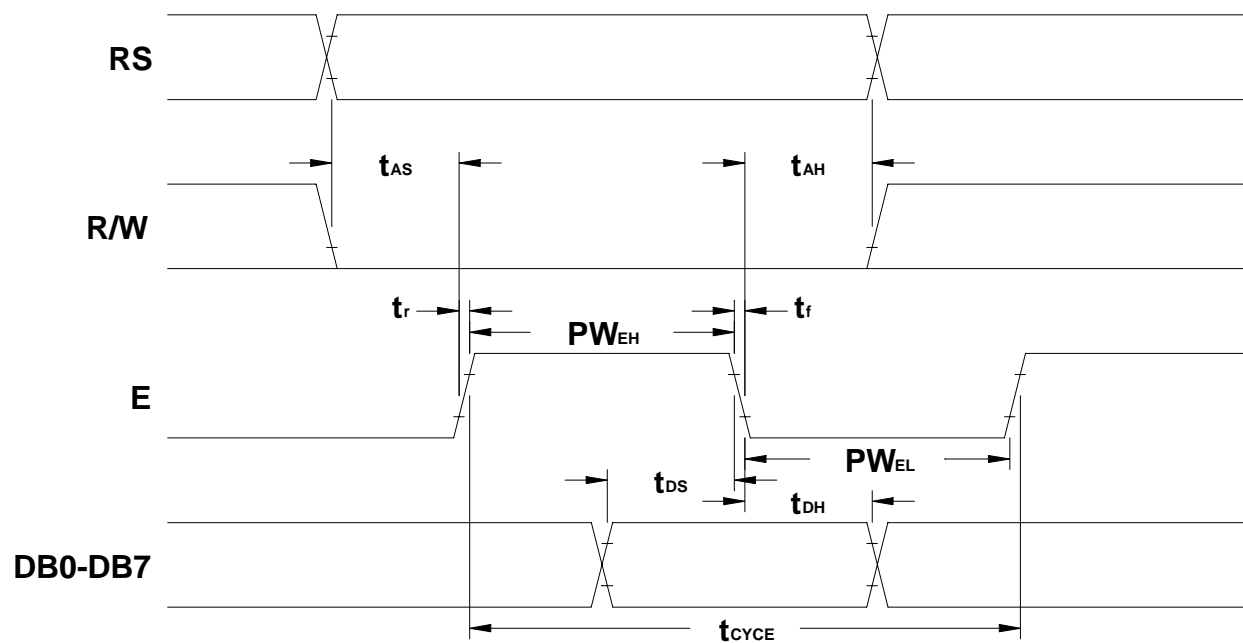 RS
tAS
tAH
R/W
tr
tf
PWEH
E
PWEL
tDS
tDH
DB0-DB7
tCYCE